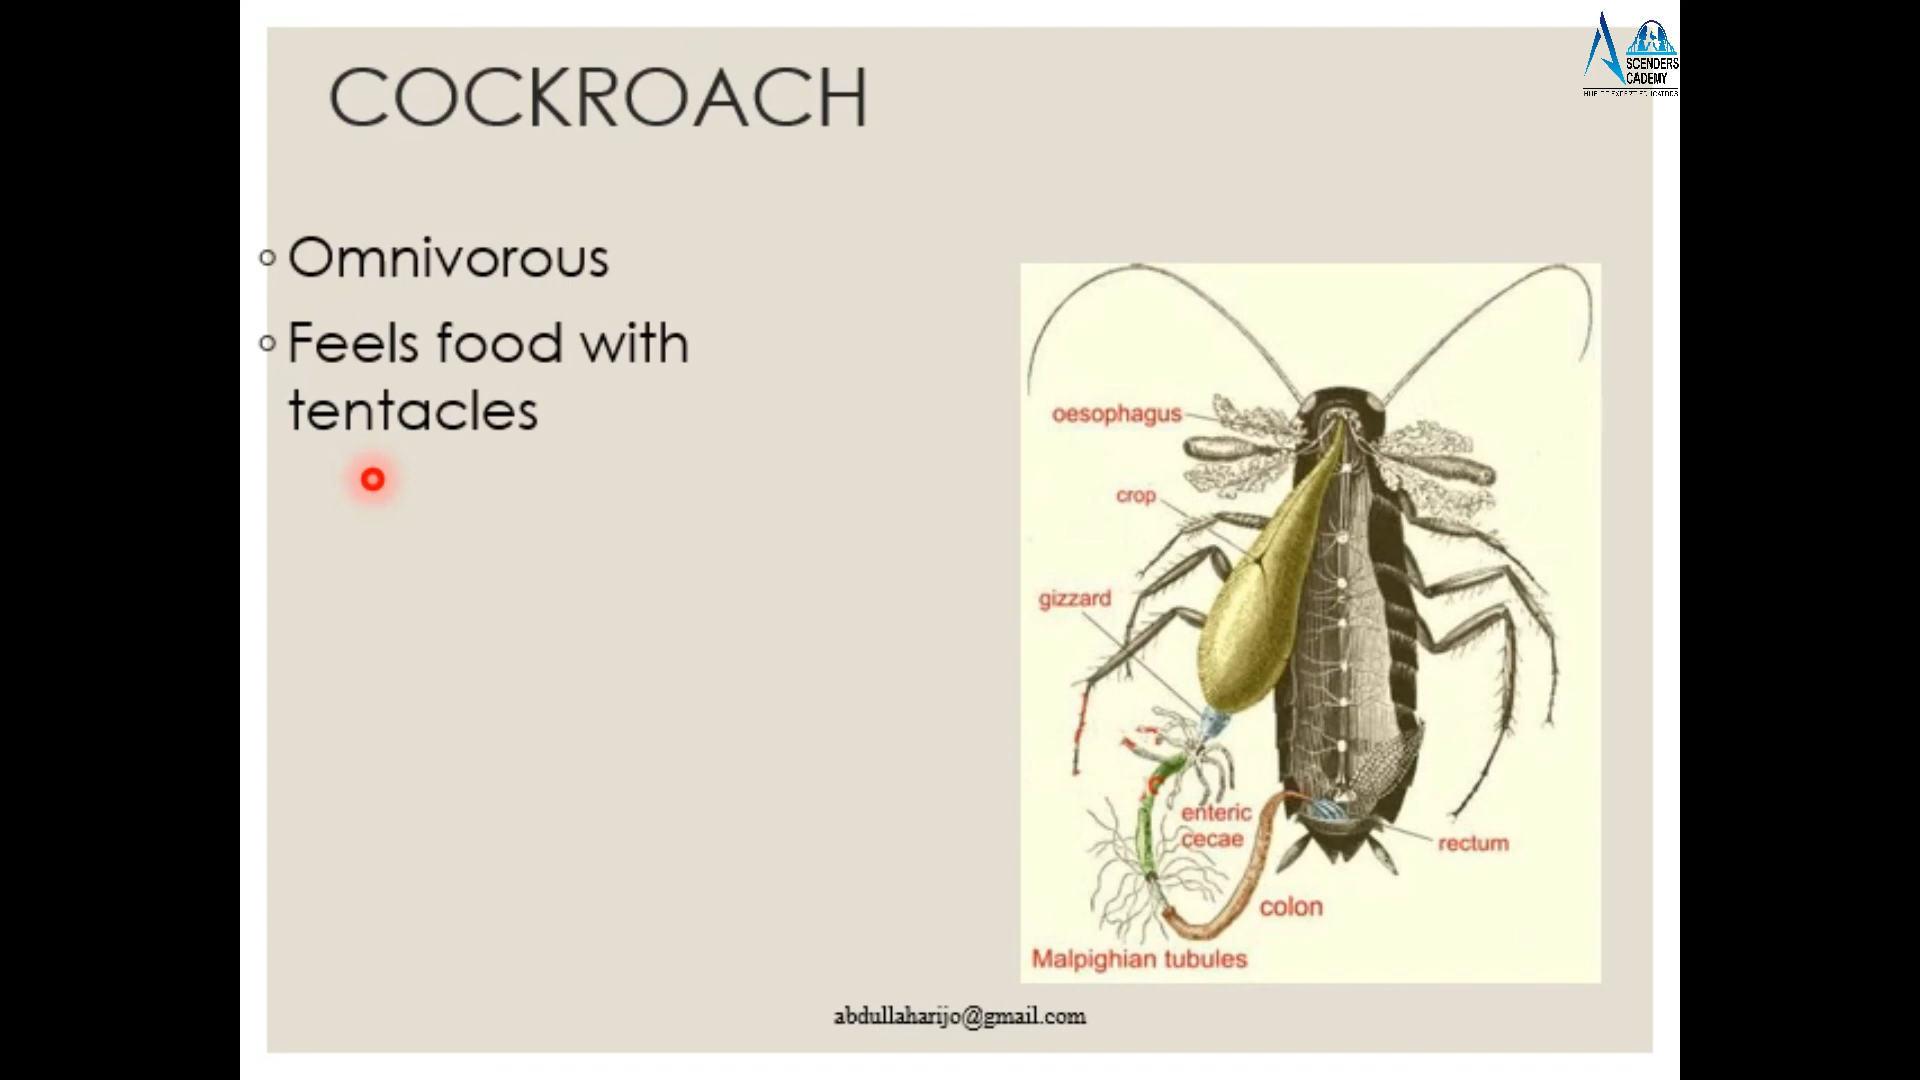 SCENDERS
CADEMY
COCKROACH
Omnivorous
Feels food with
tentacles
oesophagus
crop
gizzard
enteric
cecae
rectum
colon
Malpighian tubules
abdullaharijo@gmail.com